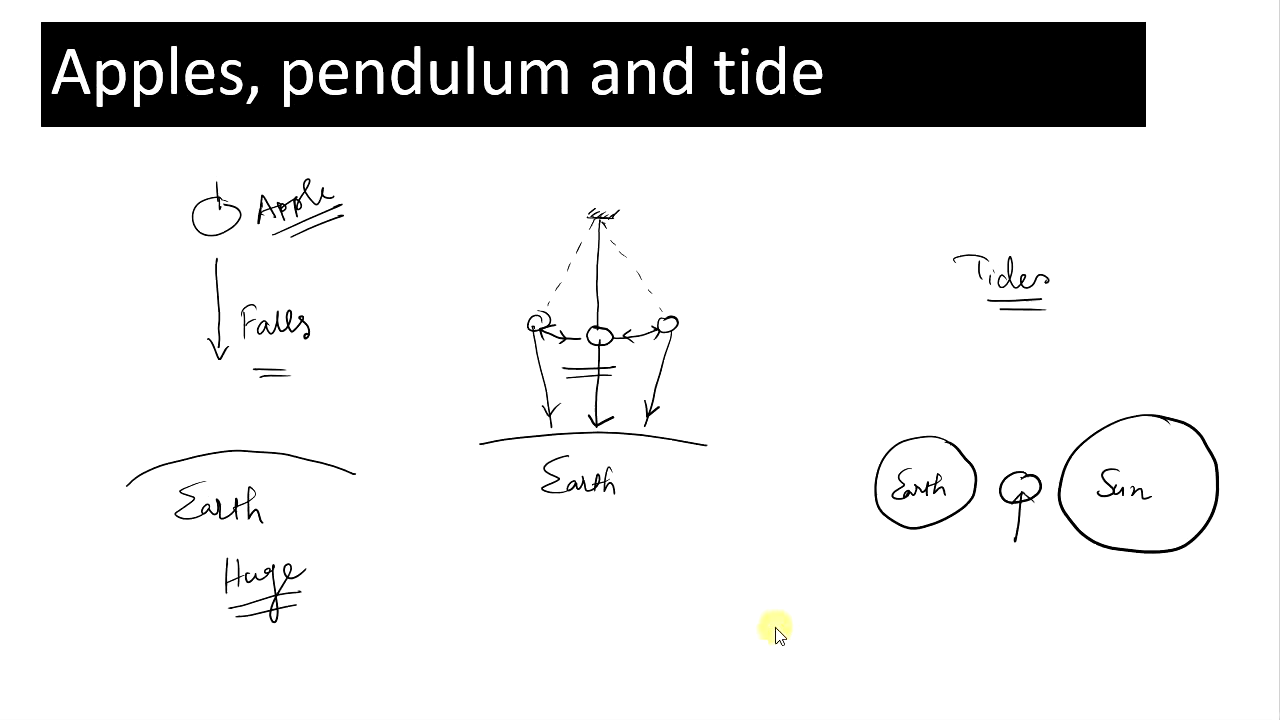 Apples, pendulum and tide
Apple
Falls
Earth
Huge
Earth
Tides
Earth
Sun